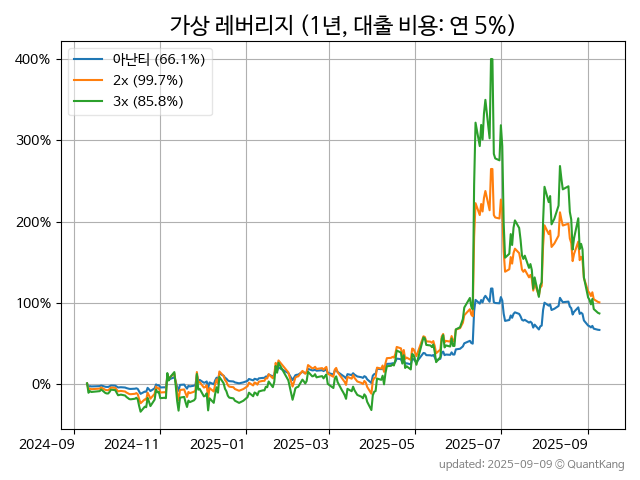 가상 레버리지 (1년, 대출 비용: 연 5%)
400%
300%
200%
100%
0%
아난티 (66.1%)
2x (99.7%)
3x (85.8%)
2024-09
2024-11
2025-01
2025-03
2025-05
2025-07
2025-09
updated: 2025-09-09 © QuantKang